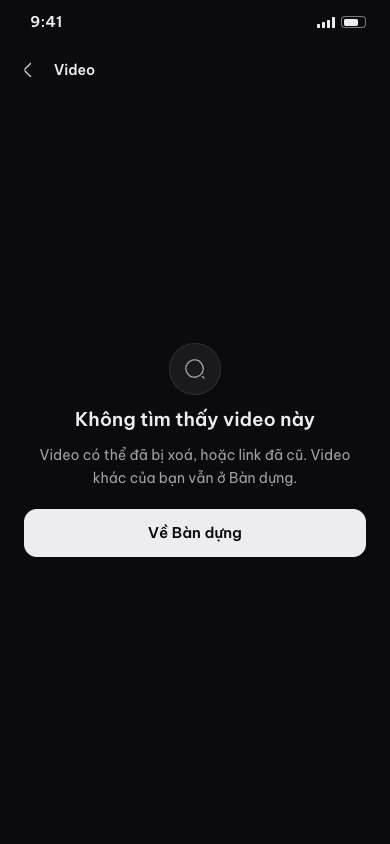 9:41
Video
Không tìm thấy video này
Video có thể đã bị xoá, hoặc link đã cũ. Video
khác của bạn vẫn ở Bàn dựng.
Về Bàn dựng